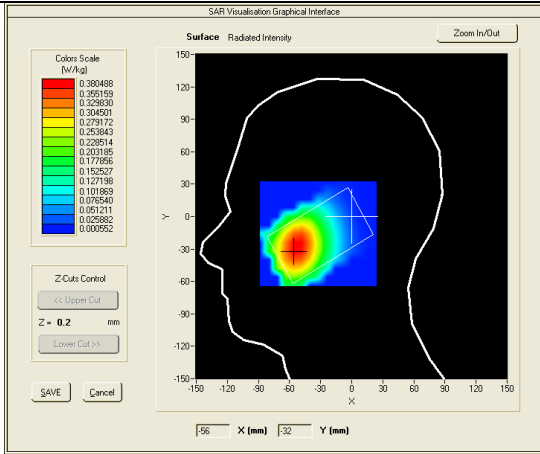 SAR Visualisation Graphical Interface
Surface Radiated Intensity
Zoom In/Out
Colors Scale
(W/kg)
0.380488
0.355159
0.329830
0.304501
0.279172
0.253843
0.228514
0.203185
0.177856
0.152527
0.127198
0.101869
0.076540
0.051211
0.025882
0.000552
Z-Cuts Control
<< Upper Cut
Z = 0.2 mm
Lower Cut >>
SAVE Cancel
Y
150
120
90
60
30
0
-30
-60
-90
-120
-150
-150 -120 -90 -60 -30 0 30 60 90 120 150
X
-56 X (mm) -32 Y (mm)